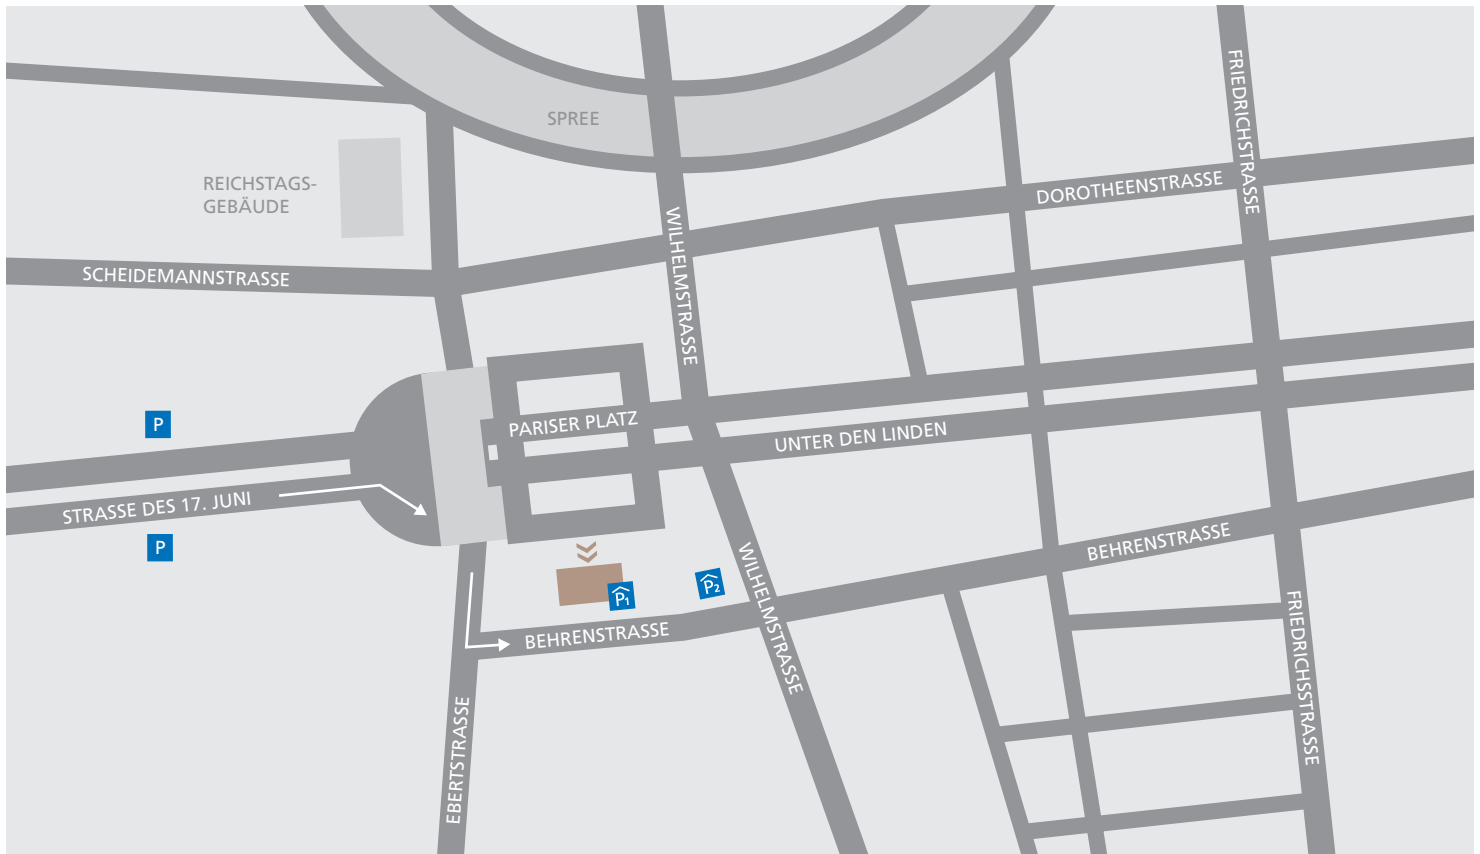 SPREE
FRIEDRICHSTRASSE
REICHSTAGS-
GEBÄUDE
DOROTHEENSTRASSE
WILHELMSTRASSE
SCHEIDEMANNSTRASSE
P
PARISER PLATZ
UNTER DEN LINDEN
STRASSE DES 17. JUNI
P
BEHRENSTRASSE
P1
P2
WILHELMSTRASSE
BEHRENSTRASSE
FRIEDRICHSSTRASSE
EBERTSTRASSE